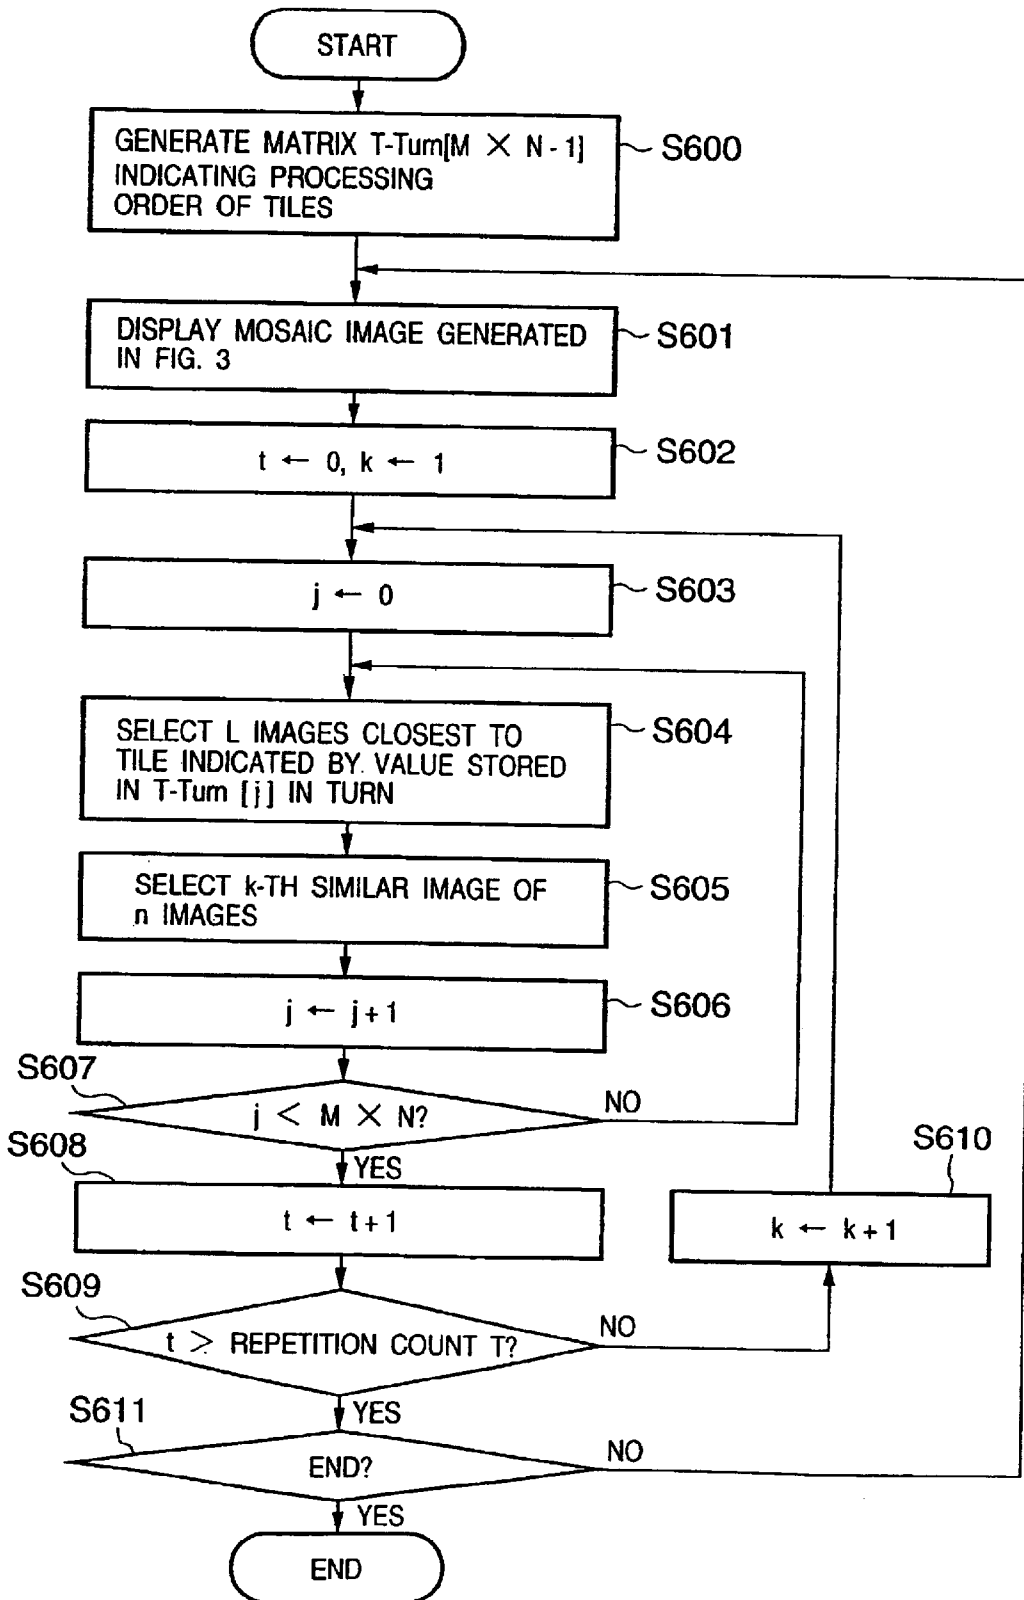 START
GENERATE MATRIX T-Turn[M × N-1]
INDICATING PROCESSING
ORDER OF TILES
S600
DISPLAY MOSAIC IMAGE GENERATED
IN FIG. 3
S601
t ← 0, k ← 1
S602
j ← 0
S603
SELECT L IMAGES CLOSEST TO
TILE INDICATED BY VALUE STORED
IN T-Turn [j] IN TURN
S604
SELECT k-TH SIMILAR IMAGE OF
n IMAGES
S605
j ← j+1
S606
S607
j < M × N?
NO
YES
S608
t ← t+1
S610
k ← k+1
S609
t > REPETITION COUNT T?
NO
YES
S611
END?
NO
YES
END